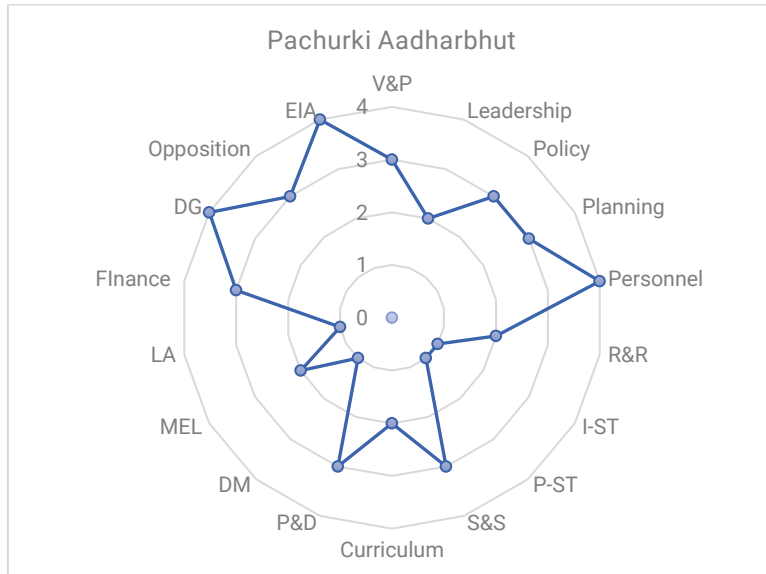 Pachurki Aadharbhut
V&P
Leadership
Policy
Planning
Personnel
R&R
I-ST
P-ST
S&S
Curriculum
P&D
DM
MEL
LA
FInance
DG
Opposition
EIA
4
3
2
1
0